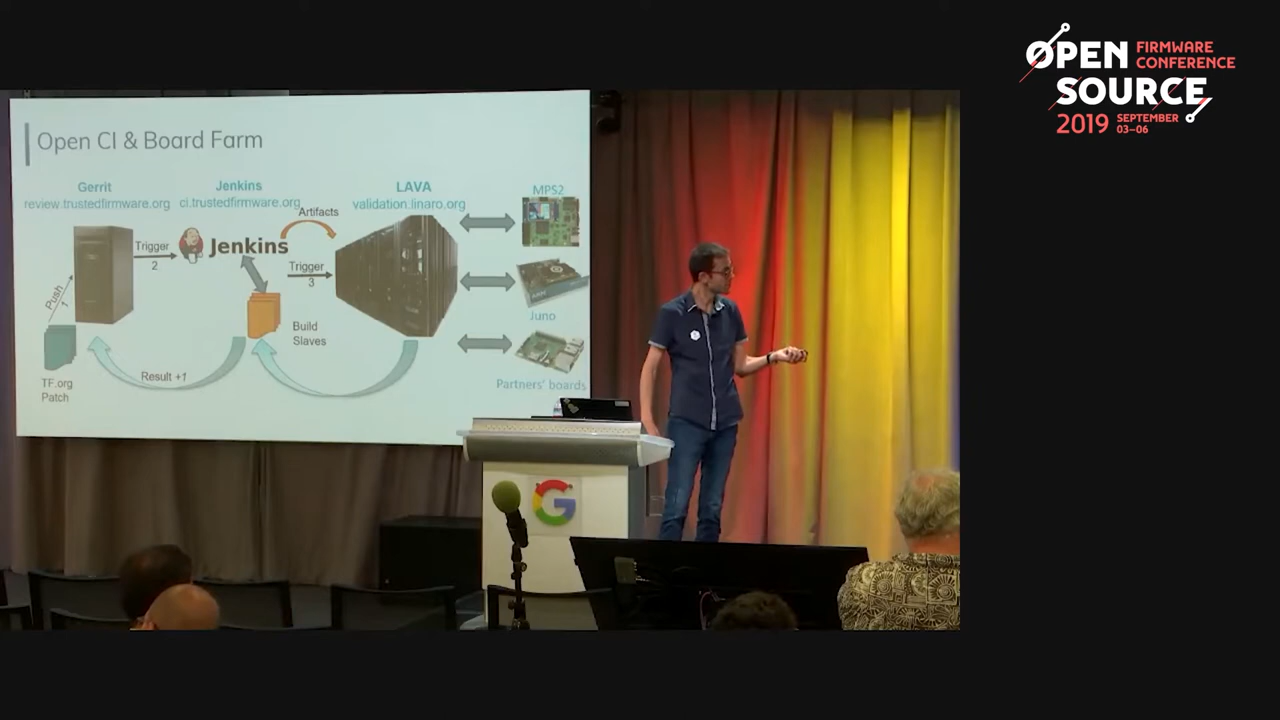 OPEN FIRMWARE CONFERENCE
SOURCE
2019 SEPTEMBER 03–06
Open CI & Board Farm
Gerrit
review.trustedfirmware.org
Jenkins
ci.trustedfirmware.org
LAVA
validation.linaro.org
MPS2
Artifacts
Trigger
2
Jenkins
Trigger
3
Push
1
Juno
Build
Slaves
Result +1
TF.org
Patch
Partners' boards
G